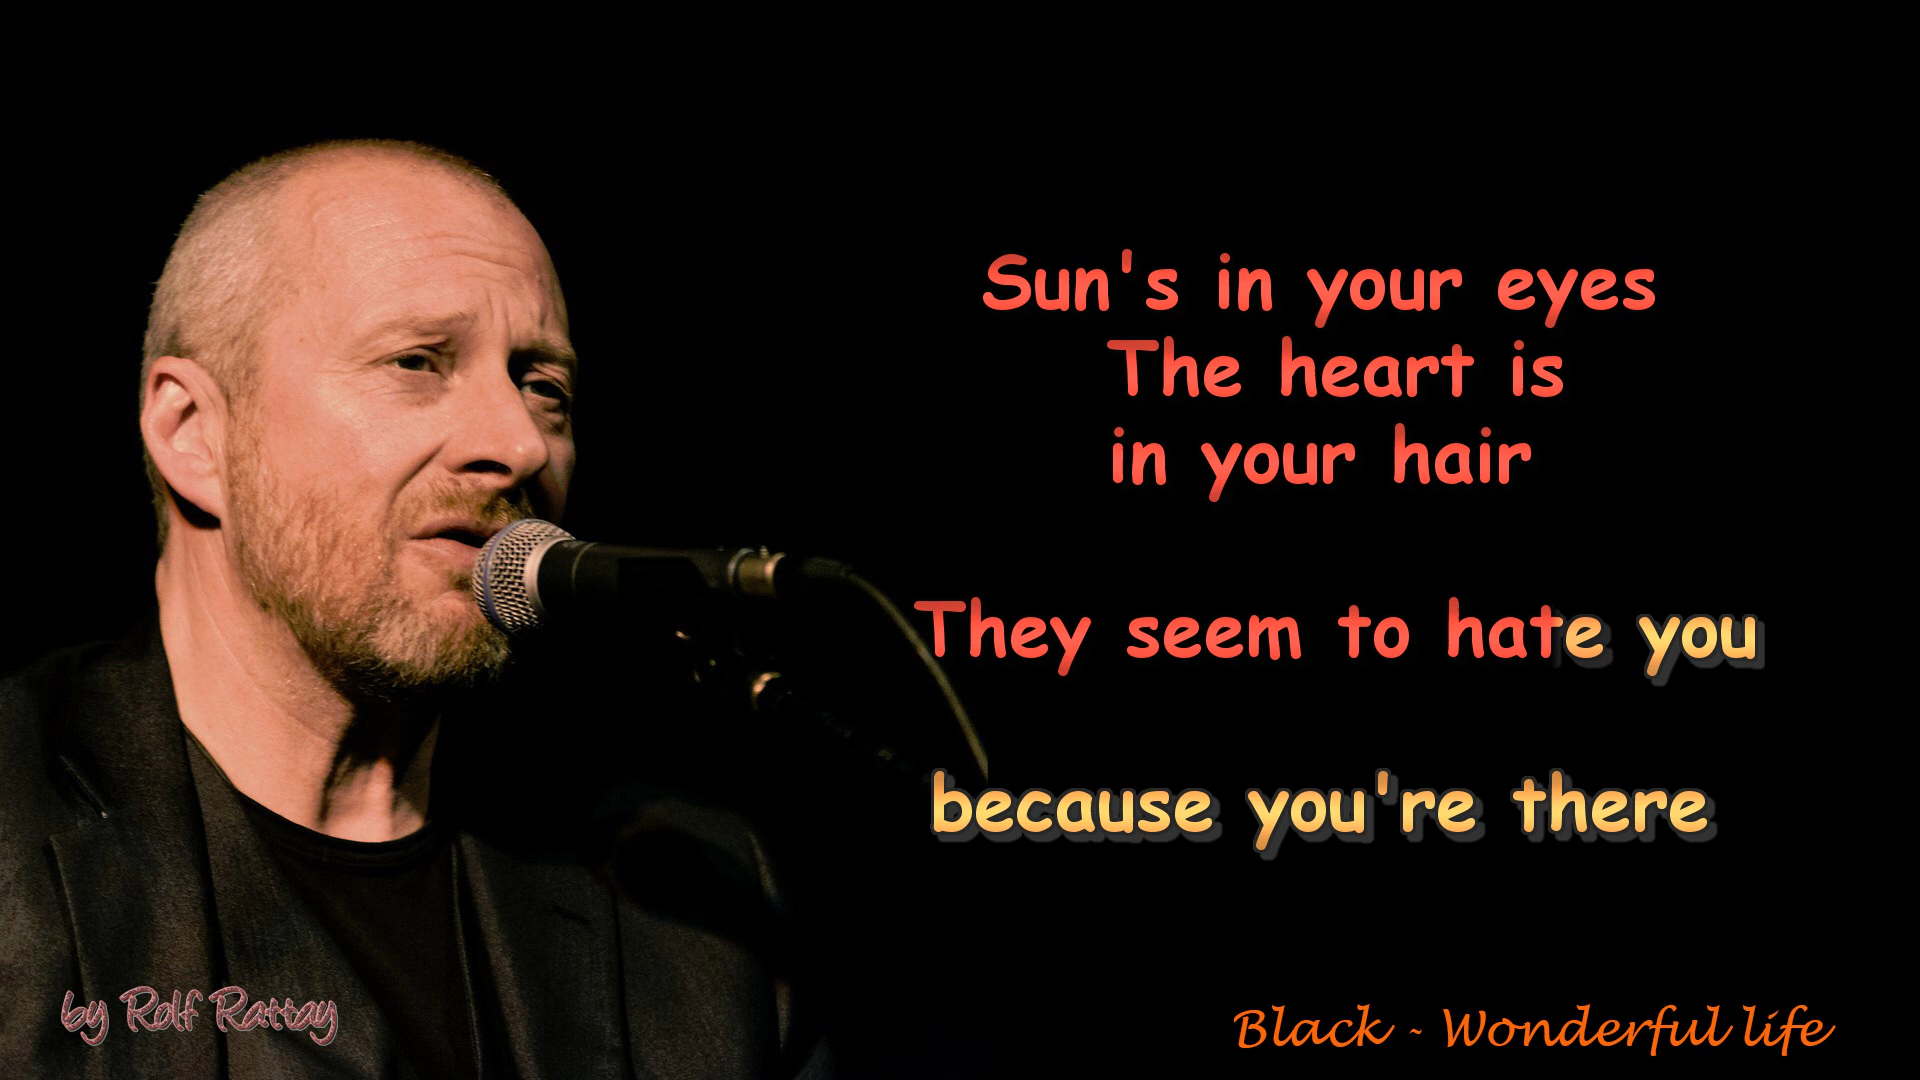 Sun's in your eyes
The heart is
in your hair
They seem to hate you
because you're there
by Rolf Rattay
Black - Wonderful life